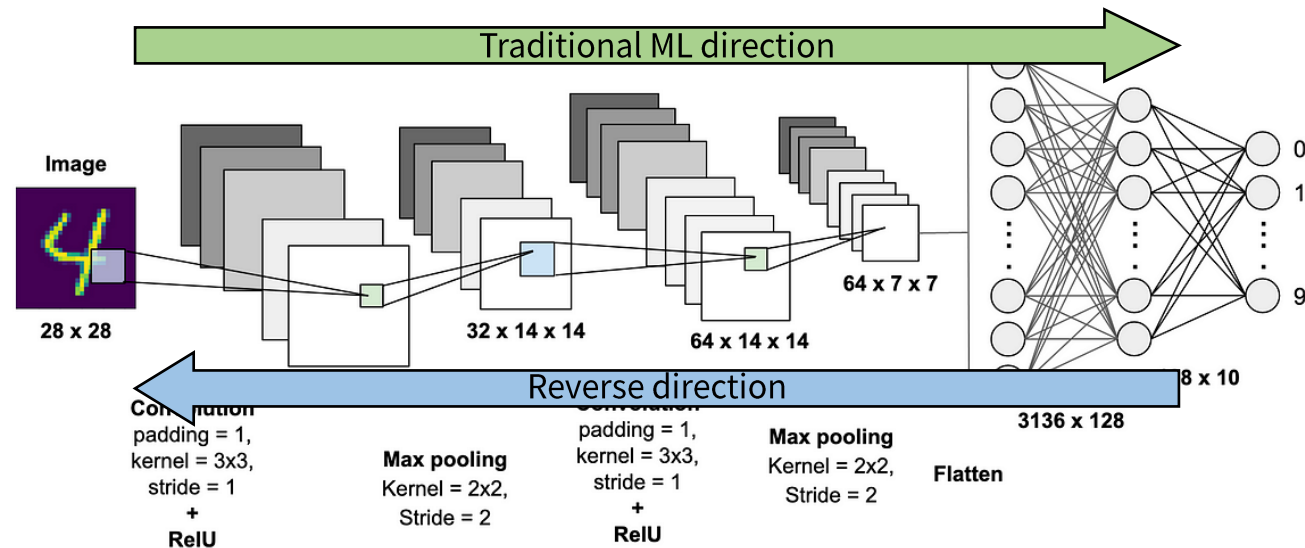 Traditional ML direction
Image
0
1
9
28 x 28
32 x 14 x 14
64 x 14 x 14
64 x 7 x 7
Reverse direction
8 x 10
3136 x 128
Convolution
padding = 1,
kernel = 3x3,
stride = 1
+
RelU
Max pooling
Kernel = 2x2,
Stride = 2
Convolution
padding = 1,
kernel = 3x3,
stride = 1
+
RelU
Max pooling
Kernel = 2x2,
Stride = 2
Flatten